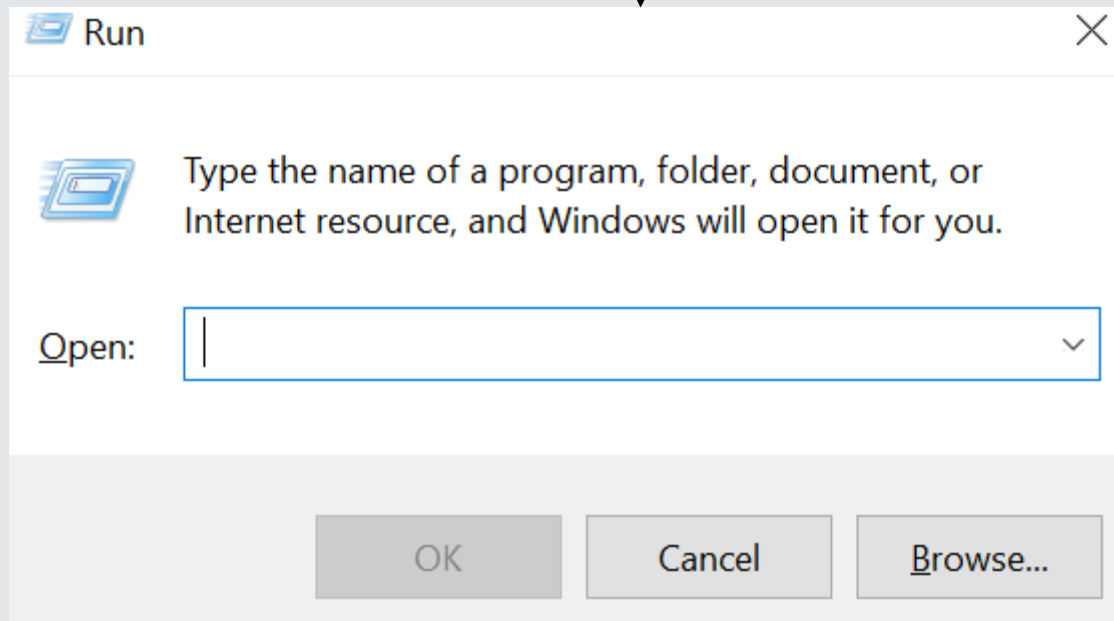 Run
Type the name of a program, folder, document, or
Internet resource, and Windows will open it for you.
Open:
OK Cancel Browse...